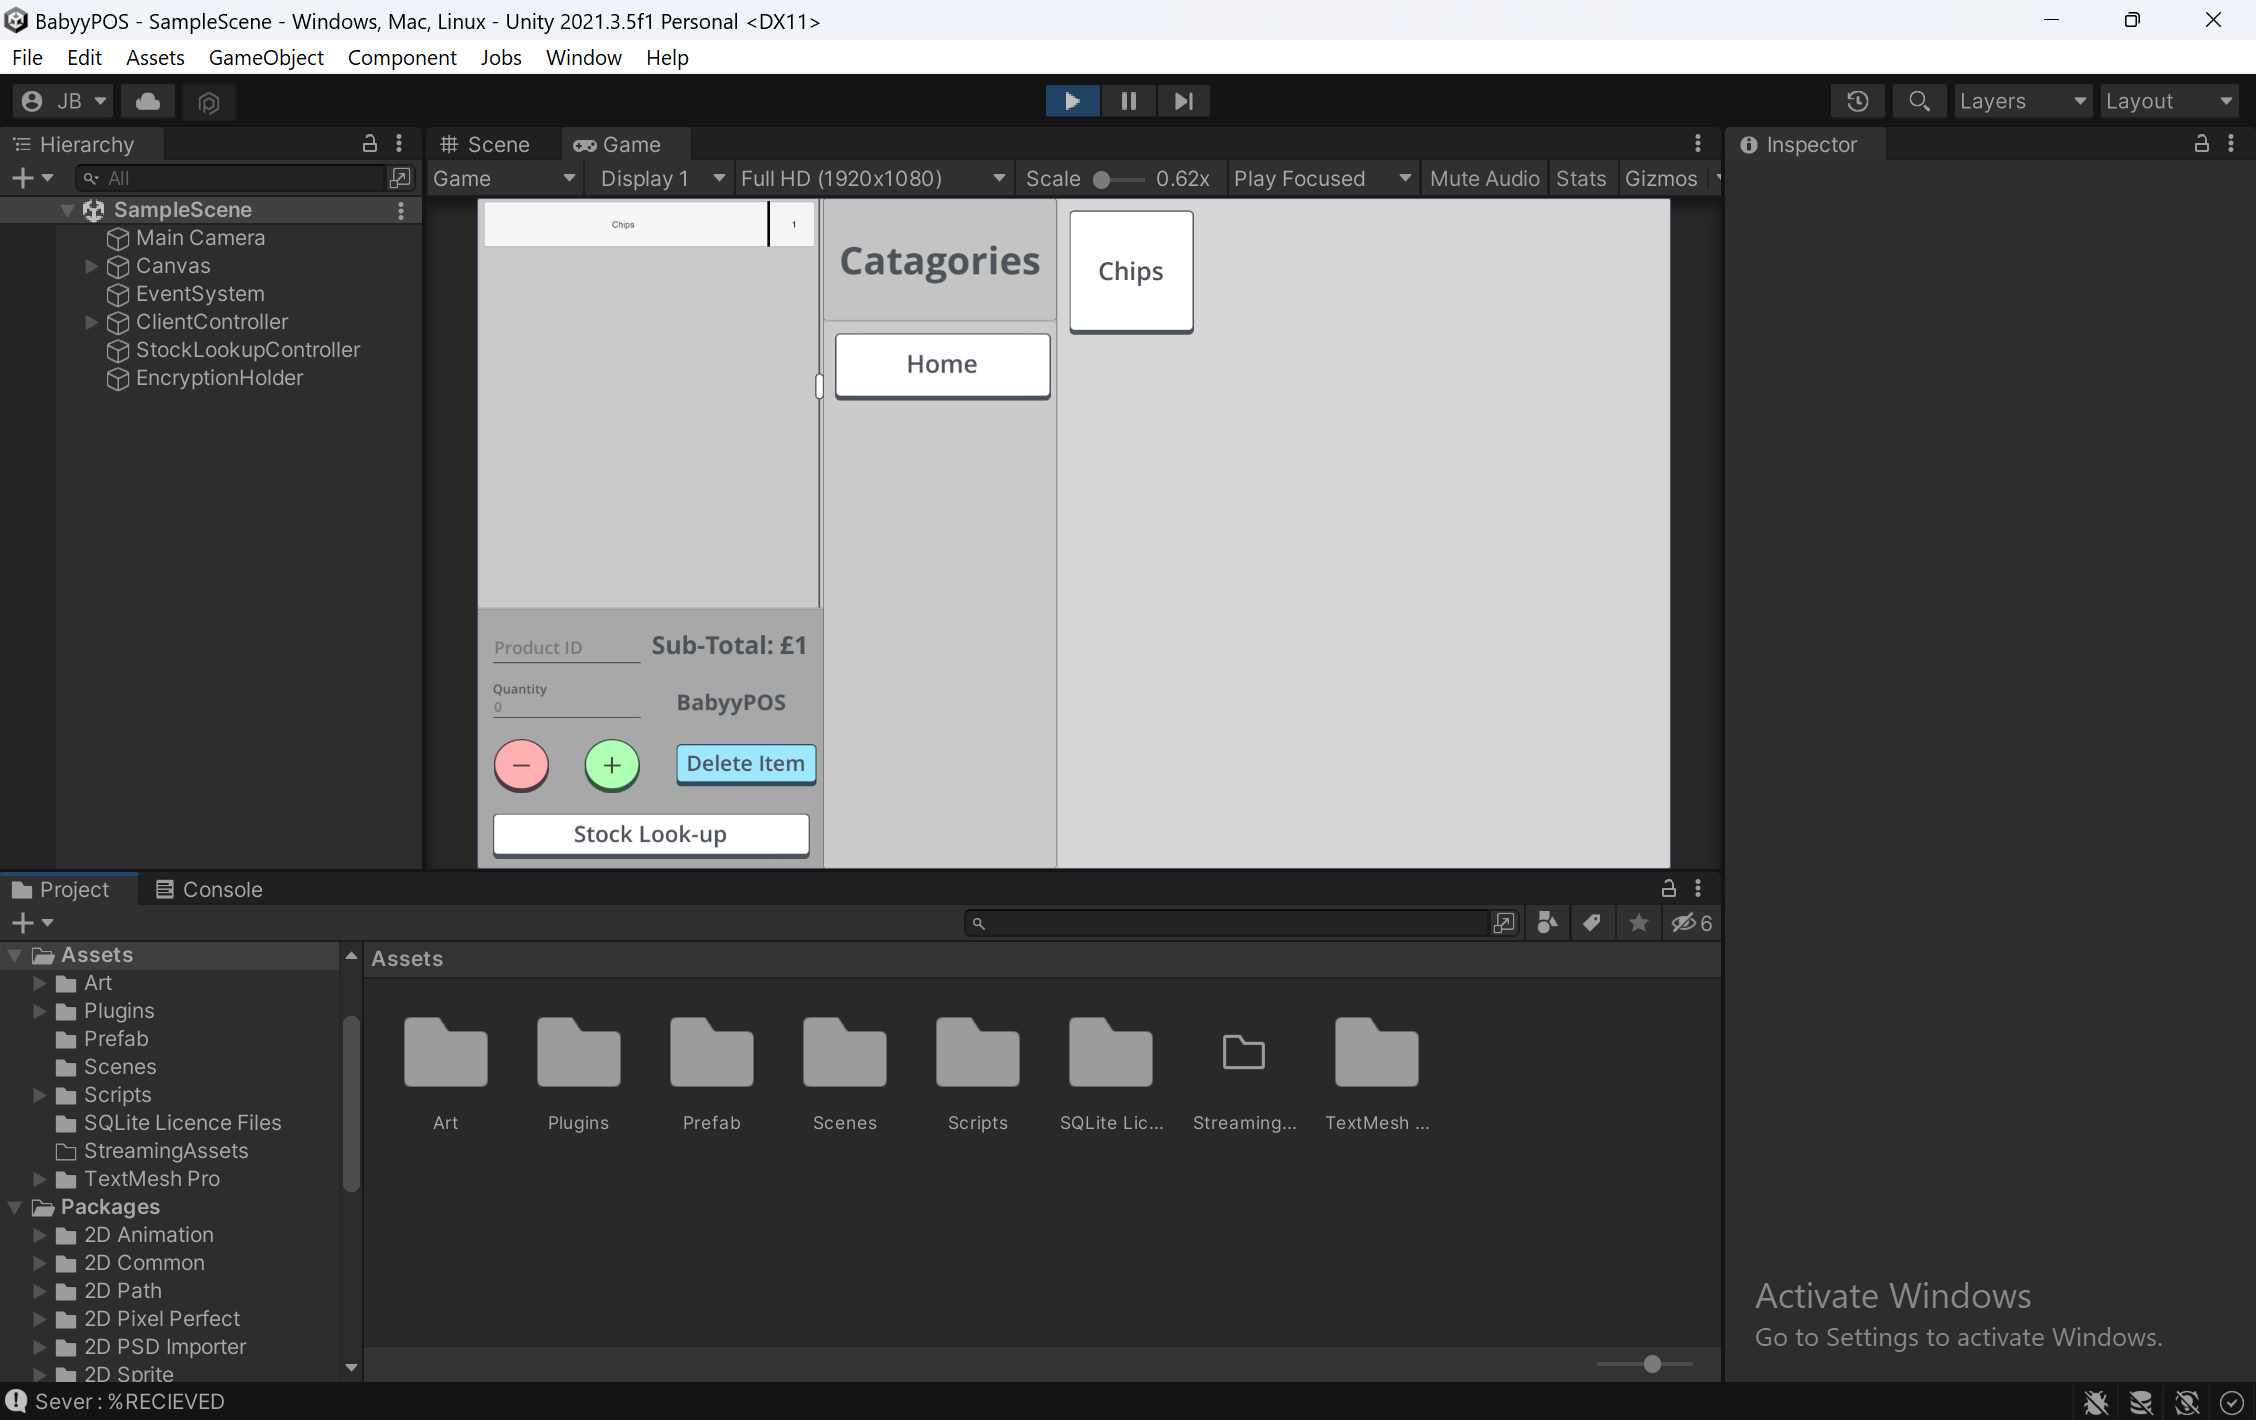 BabyyPOS - SampleScene - Windows, Mac, Linux - Unity 2021.3.5f1 Personal <DX11>
File Edit Assets GameObject Component Jobs Window Help
JB
Layers Layout
Hierarchy
Scene Game
Inspector
All
Game Display 1 Full HD (1920x1080) Scale 0.62x Play Focused Mute Audio Stats Gizmos
SampleScene
Main Camera
Canvas
EventSystem
ClientController
StockLookupController
EncryptionHolder
Chips 1
Catagories
Chips
Home
Product ID Sub-Total: £1
Quantity
0
BabyyPOS
− + Delete Item
Stock Look-up
Project Console
6
Assets
Art
Plugins
Prefab
Scenes
Scripts
SQLite Licence Files
StreamingAssets
TextMesh Pro
Packages
2D Animation
2D Common
2D Path
2D Pixel Perfect
2D PSD Importer
2D Sprite
Assets
Art Plugins Prefab Scenes Scripts SQLite Lic... Streaming... TextMesh ...
Activate Windows
Go to Settings to activate Windows.
Sever : %RECIEVED